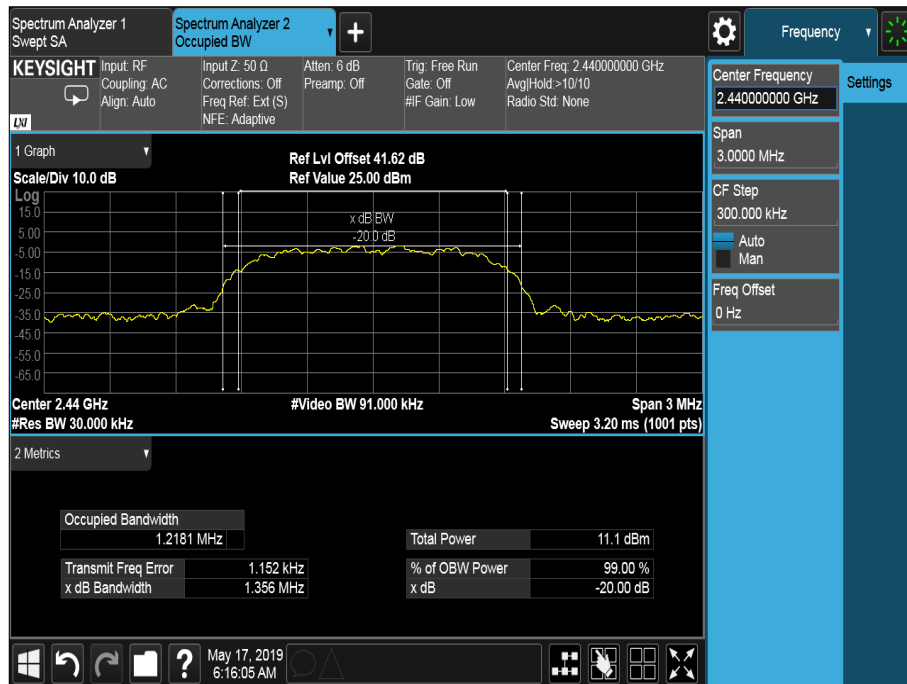 Spectrum Analyzer 1
Swept SA
Spectrum Analyzer 2
Occupied BW
Frequency
KEYSIGHT
LXI
Input: RF
Coupling: AC
Align: Auto
Input Z: 50 Ω
Corrections: Off
Freq Ref: Ext (S)
NFE: Adaptive
Atten: 6 dB
Preamp: Off
Trig: Free Run
Gate: Off
#IF Gain: Low
Center Freq: 2.440000000 GHz
Avg|Hold:>10/10
Radio Std: None
Center Frequency
2.440000000 GHz
Settings
Span
3.0000 MHz
CF Step
300.000 kHz
Auto
Man
Freq Offset
0 Hz
1 Graph
Scale/Div 10.0 dB
Ref Lvl Offset 41.62 dB
Ref Value 25.00 dBm
Log
15.0
5.00
-5.00
-15.0
-25.0
-35.0
-45.0
-55.0
-65.0
x dB BW
-20.0 dB
Center 2.44 GHz
#Video BW 91.000 kHz
Span 3 MHz
#Res BW 30.000 kHz
Sweep 3.20 ms (1001 pts)
2 Metrics
Occupied Bandwidth
1.2181 MHz
Total Power 11.1 dBm
Transmit Freq Error 1.152 kHz
% of OBW Power 99.00 %
x dB Bandwidth 1.356 MHz
x dB -20.00 dB
?
May 17, 2019
6:16:05 AM